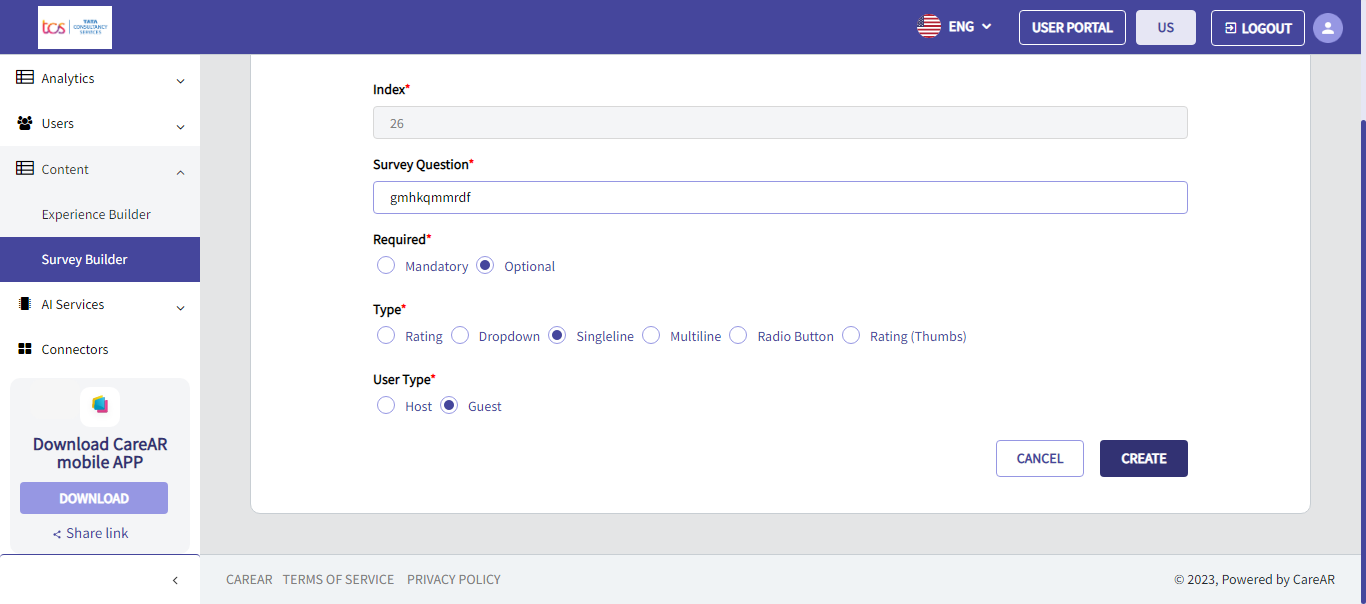 tcs TATA CONSULTANCY SERVICES
ENG USER PORTAL US LOGOUT
Analytics
Users
Content
Experience Builder
Survey Builder
AI Services
Connectors
Download CareAR
mobile APP
DOWNLOAD
Share link
Index*
26
Survey Question*
gmhkqmmrdf
Required*
Mandatory Optional
Type*
Rating Dropdown Singleline Multiline Radio Button Rating (Thumbs)
User Type*
Host Guest
CANCEL CREATE
CAREAR TERMS OF SERVICE PRIVACY POLICY © 2023, Powered by CareAR